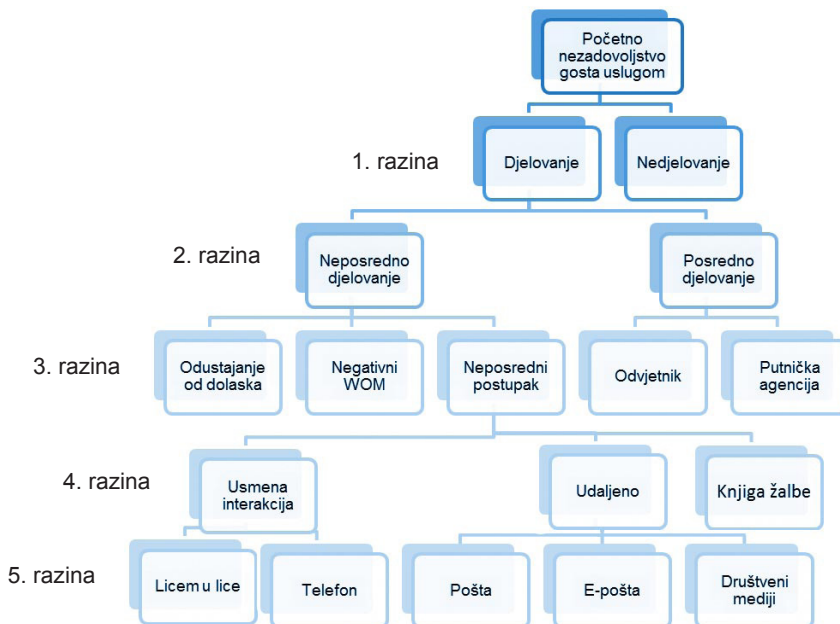 Početno
nezadovoljstvo
gosta uslugom
1. razina
Djelovanje
Nedjelovanje
2. razina
Neposredno
djelovanje
Posredno
djelovanje
3. razina
Odustajanje
od dolaska
Negativni
WOM
Neposredni
postupak
Odvjetnik
Putnička
agencija
4. razina
Usmena
interakcija
Udaljeno
Knjiga žalbe
5. razina
Licem u lice
Telefon
Pošta
E-pošta
Društveni
mediji